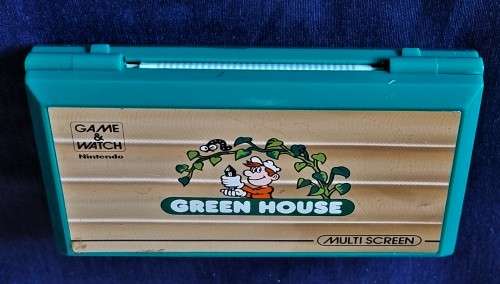 GAME
&
WATCH
Nintendo
GREEN HOUSE
MULTI SCREEN